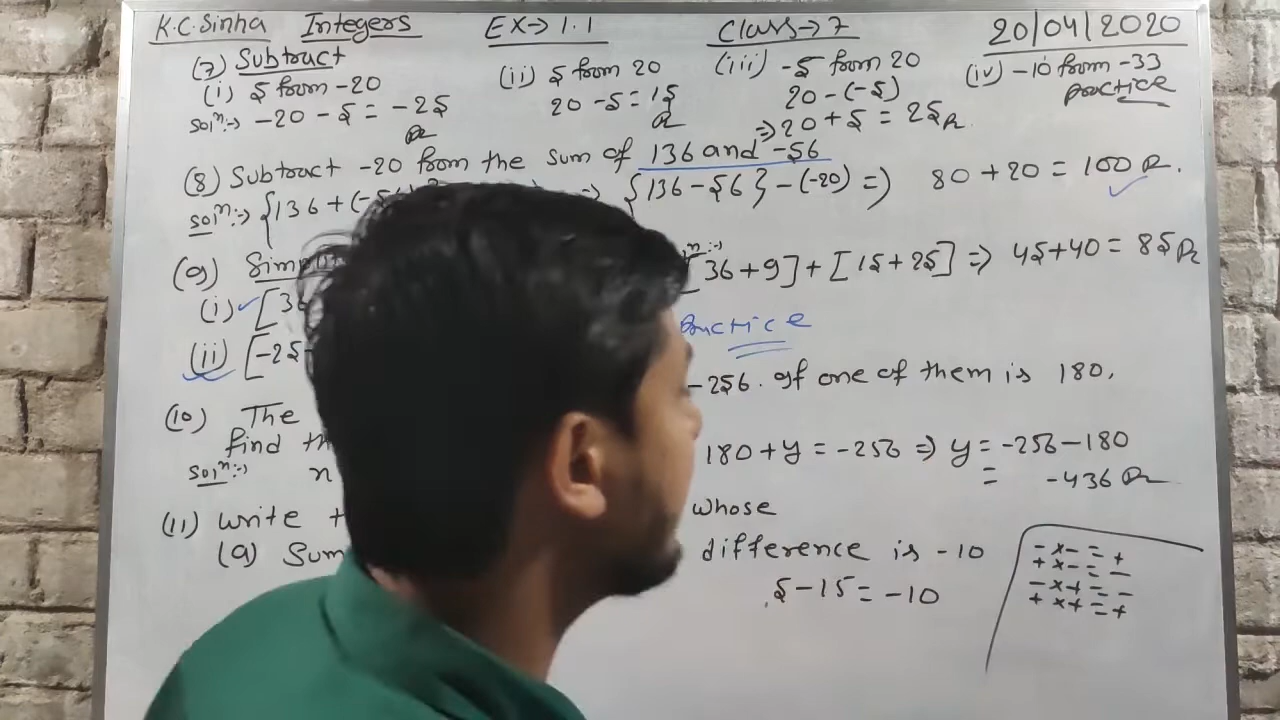 K.C.Sinha Integers EX→1.1 Class→7 20/04/2020
(7) Subtract
(i) 5 from -20 (ii) 5 from 20 (iii) -5 from 20 (iv) -10 from -33
solⁿ:→ -20 - 5 = -25 20 - 5 = 15 20 - (-5) practice
⇒ 20 + 5 = 25
(8) Subtract -20 from the sum of 136 and -56
solⁿ:→ {136 + (-5 ⇒ {136 - 56} - (-20) ⇒ 80 + 20 = 100
(9) Simp
(i) [36 36 + 9] + [15 + 25] ⇒ 45 + 40 = 85
(ii) [-25 Practice
(10) The -256. If one of them is 180,
find th
solⁿ:→ 180 + y = -256 ⇒ y = -256 - 180
= -436
(11) Write whose
(a) Sum difference is -10
5 - 15 = -10
- × - = +
+ × - = -
- × + = -
+ × + = +